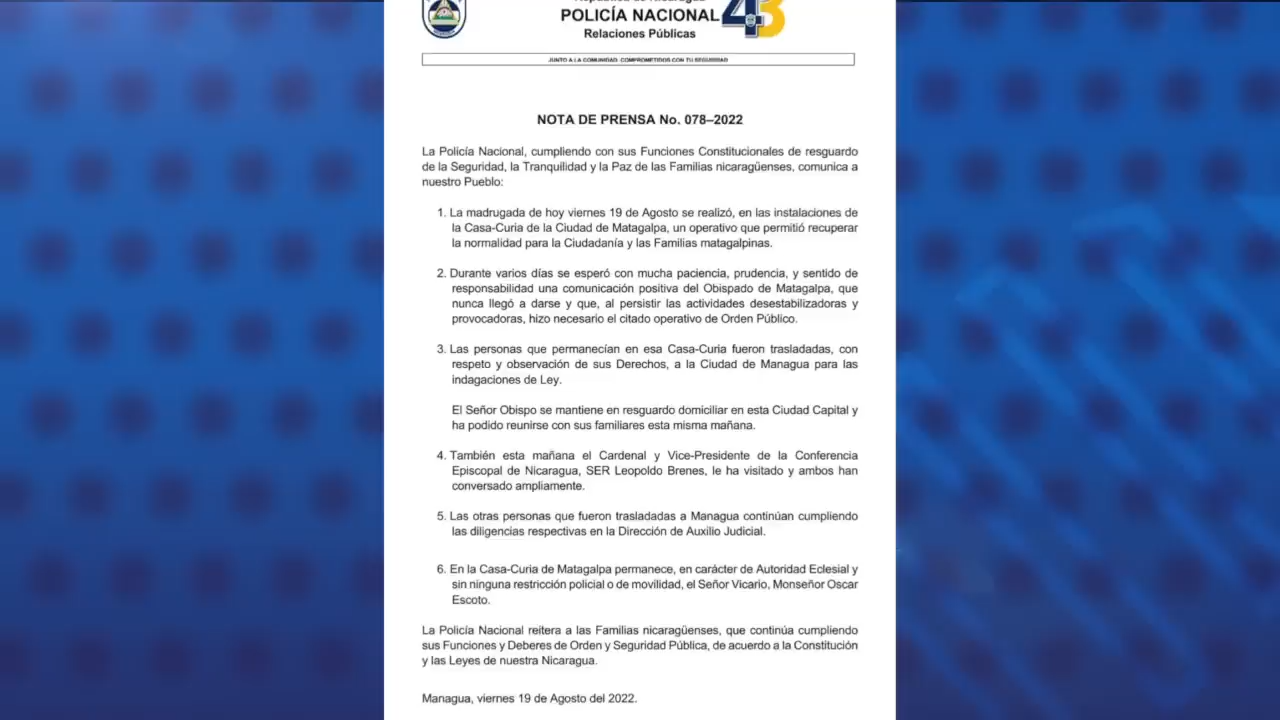 República de Nicaragua
POLICÍA NACIONAL
43
Relaciones Públicas
JUNTO A LA COMUNIDAD, COMPROMETIDOS CON TU SEGURIDAD
NOTA DE PRENSA No. 078–2022
La Policía Nacional, cumpliendo con sus Funciones Constitucionales de resguardo
de la Seguridad, la Tranquilidad y la Paz de las Familias nicaragüenses, comunica a
nuestro Pueblo:
1. La madrugada de hoy viernes 19 de Agosto se realizó, en las instalaciones de
la Casa-Curia de la Ciudad de Matagalpa, un operativo que permitió recuperar
la normalidad para la Ciudadanía y las Familias matagalpinas.
2. Durante varios días se esperó con mucha paciencia, prudencia, y sentido de
responsabilidad una comunicación positiva del Obispado de Matagalpa, que
nunca llegó a darse y que, al persistir las actividades desestabilizadoras y
provocadoras, hizo necesario el citado operativo de Orden Público.
3. Las personas que permanecían en esa Casa-Curia fueron trasladadas, con
respeto y observación de sus Derechos, a la Ciudad de Managua para las
indagaciones de Ley.
El Señor Obispo se mantiene en resguardo domiciliar en esta Ciudad Capital y
ha podido reunirse con sus familiares esta misma mañana.
4. También esta mañana el Cardenal y Vice-Presidente de la Conferencia
Episcopal de Nicaragua, SER Leopoldo Brenes, le ha visitado y ambos han
conversado ampliamente.
5. Las otras personas que fueron trasladadas a Managua continúan cumpliendo
las diligencias respectivas en la Dirección de Auxilio Judicial.
6. En la Casa-Curia de Matagalpa permanece, en carácter de Autoridad Eclesial y
sin ninguna restricción policial o de movilidad, el Señor Vicario, Monseñor Oscar
Escoto.
La Policía Nacional reitera a las Familias nicaragüenses, que continúa cumpliendo
sus Funciones y Deberes de Orden y Seguridad Pública, de acuerdo a la Constitución
y las Leyes de nuestra Nicaragua.
Managua, viernes 19 de Agosto del 2022.